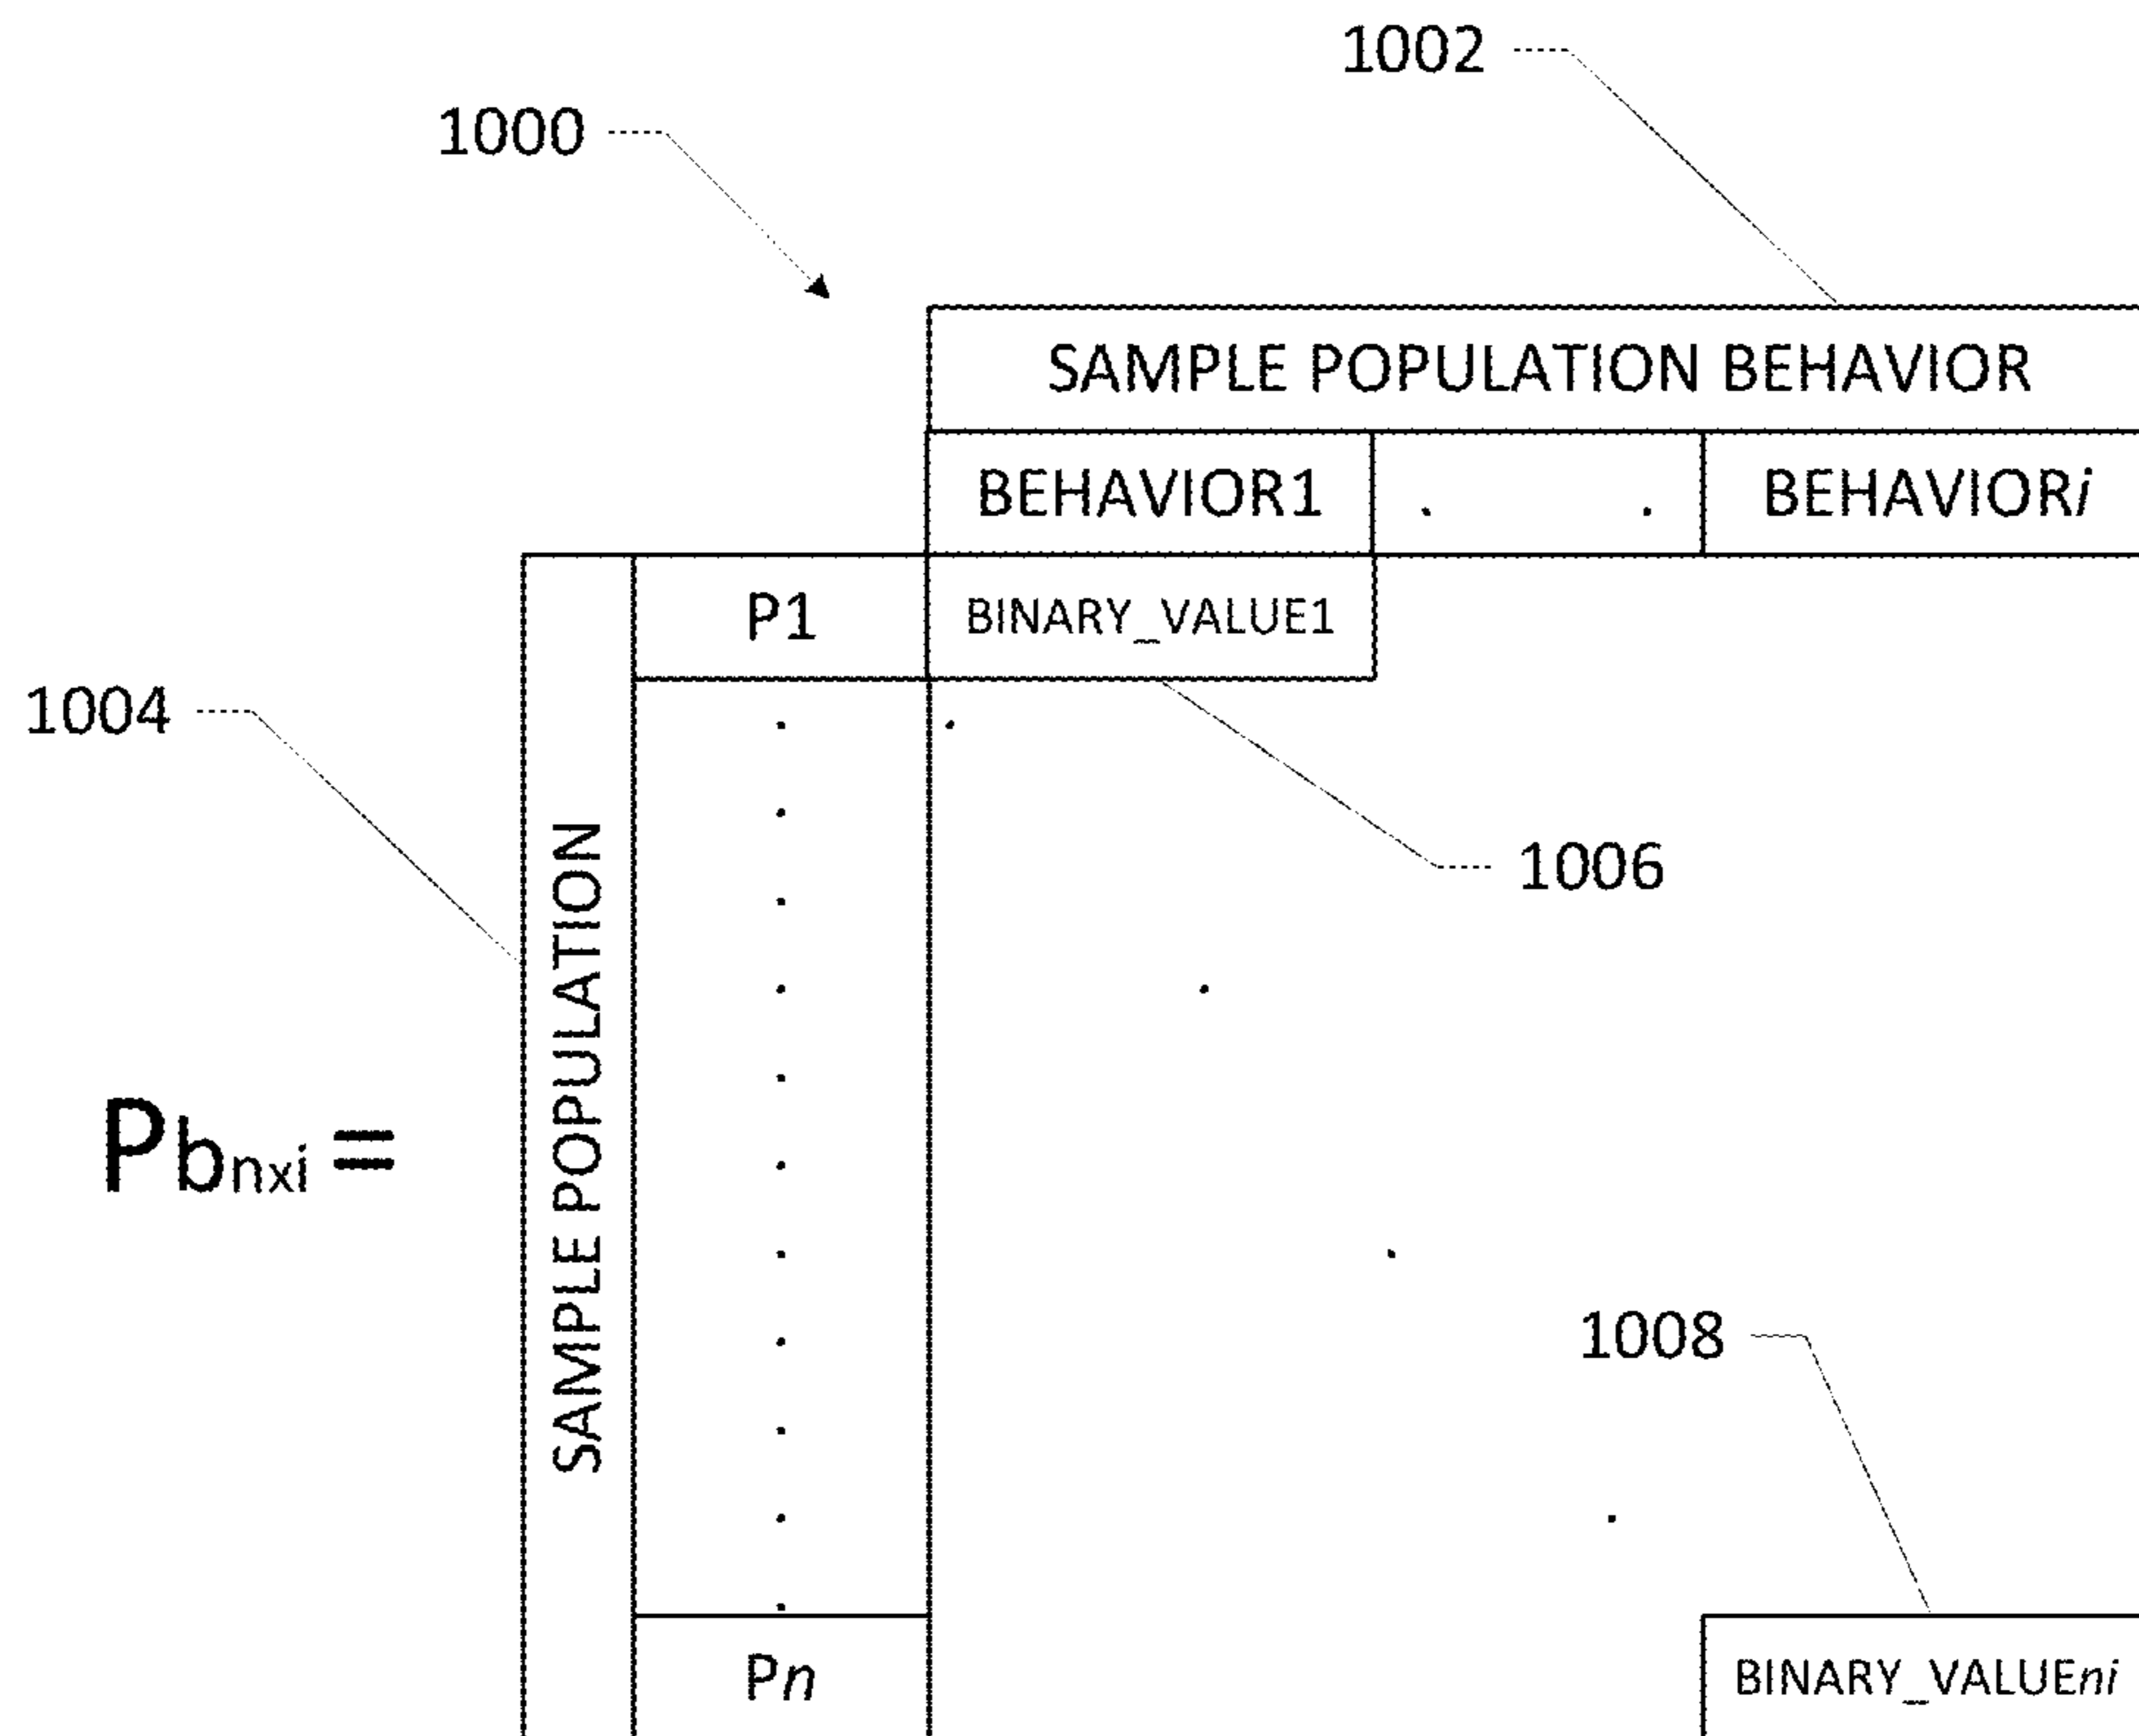 1002
1000
SAMPLE POPULATION BEHAVIOR
BEHAVIOR1 . . BEHAVIORi
P1 BINARY_VALUE1
1004
1006
SAMPLE POPULATION
Pbnxi =
1008
Pn BINARY_VALUEni